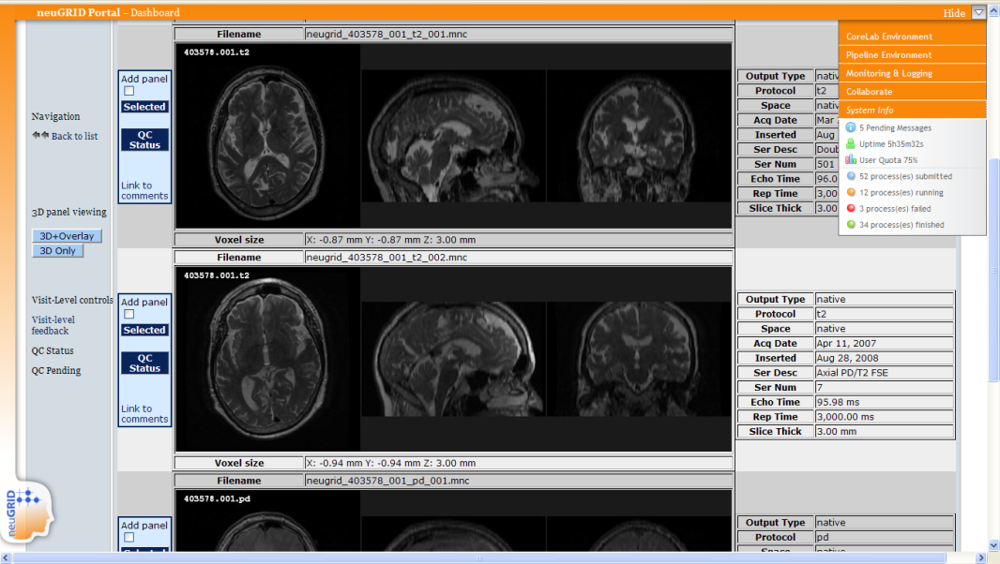 neuGRID Portal – Dashboard
Hide
CoreLab Environment
Pipeline Environment
Monitoring & Logging
Collaborate
System Info
5 Pending Messages
Uptime 5h35m32s
User Quota 75%
52 process(es) submitted
12 process(es) running
3 process(es) failed
34 process(es) finished
Navigation
Back to list
3D panel viewing
3D+Overlay
3D Only
Visit-Level controls
Visit-level
feedback
QC Status
QC Pending
neuGRID
Filename neugrid_403578_001_t2_001.mnc
Add panel
Selected
QC
Status
Link to
comments
403578.001.t2
Output Type nativ
Protocol t2
Space nativ
Acq Date Mar
Inserted Aug
Ser Desc Doub
Ser Num 501
Echo Time 96.0
Rep Time 3,00
Slice Thick 3.00
Voxel size X: -0.87 mm Y: -0.87 mm Z: 3.00 mm
Filename neugrid_403578_001_t2_002.mnc
Add panel
Selected
QC
Status
Link to
comments
403578.001.t2
Output Type native
Protocol t2
Space native
Acq Date Apr 11, 2007
Inserted Aug 28, 2008
Ser Desc Axial PD/T2 FSE
Ser Num 7
Echo Time 95.98 ms
Rep Time 3,000.00 ms
Slice Thick 3.00 mm
Voxel size X: -0.94 mm Y: -0.94 mm Z: 3.00 mm
Filename neugrid_403578_001_pd_001.mnc
Add panel
403578.001.pd
Output Type native
Protocol pd